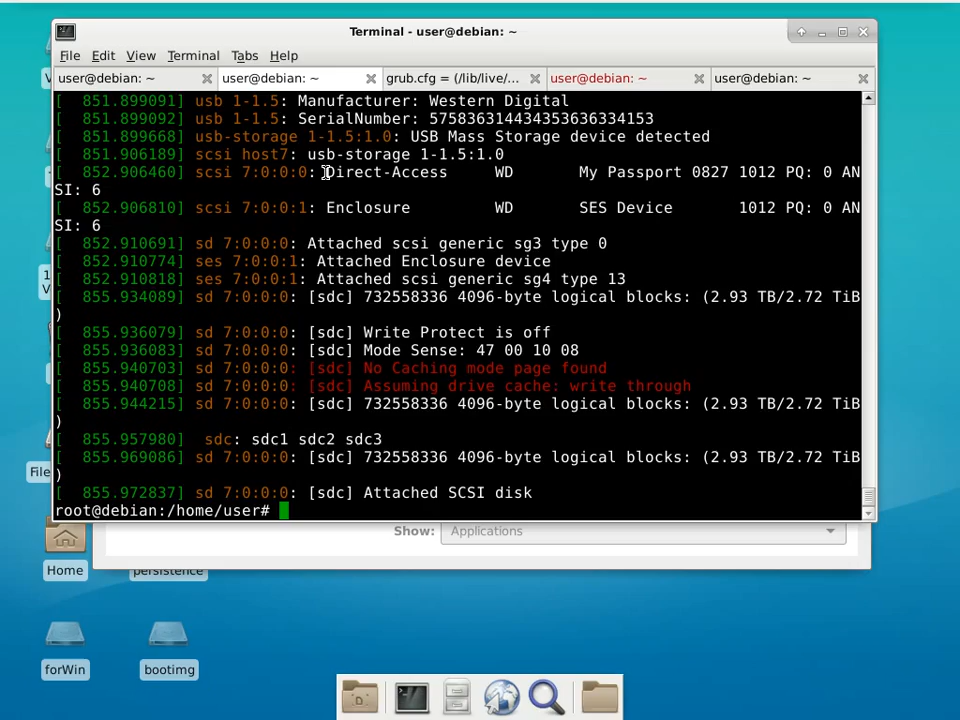 Terminal - user@debian: ~
File Edit View Terminal Tabs Help
user@debian: ~ user@debian: ~ grub.cfg = (/lib/live/... user@debian: ~ user@debian: ~
[  851.899091] usb 1-1.5: Manufacturer: Western Digital
[  851.899092] usb 1-1.5: SerialNumber: 575836314434353636334153
[  851.899668] usb-storage 1-1.5:1.0: USB Mass Storage device detected
[  851.906189] scsi host7: usb-storage 1-1.5:1.0
[  852.906460] scsi 7:0:0:0: Direct-Access     WD       My Passport 0827 1012 PQ: 0 AN
SI: 6
[  852.906810] scsi 7:0:0:1: Enclosure         WD       SES Device       1012 PQ: 0 AN
SI: 6
[  852.910691] sd 7:0:0:0: Attached scsi generic sg3 type 0
[  852.910774] ses 7:0:0:1: Attached Enclosure device
[  852.910818] ses 7:0:0:1: Attached scsi generic sg4 type 13
[  855.934089] sd 7:0:0:0: [sdc] 732558336 4096-byte logical blocks: (2.93 TB/2.72 TiB
)
[  855.936079] sd 7:0:0:0: [sdc] Write Protect is off
[  855.936083] sd 7:0:0:0: [sdc] Mode Sense: 47 00 10 08
[  855.940703] sd 7:0:0:0: [sdc] No Caching mode page found
[  855.940708] sd 7:0:0:0: [sdc] Assuming drive cache: write through
[  855.944215] sd 7:0:0:0: [sdc] 732558336 4096-byte logical blocks: (2.93 TB/2.72 TiB
)
[  855.957980]  sdc: sdc1 sdc2 sdc3
[  855.969086] sd 7:0:0:0: [sdc] 732558336 4096-byte logical blocks: (2.93 TB/2.72 TiB
)
[  855.972837] sd 7:0:0:0: [sdc] Attached SCSI disk
root@debian:/home/user#
Show: Applications
Home
persistence
forWin
bootimg